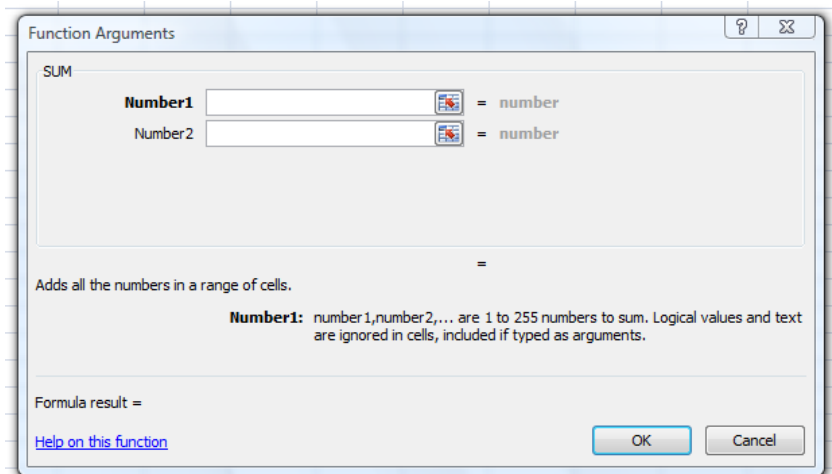 Function Arguments
SUM
Number1 = number
Number2 = number
=
Adds all the numbers in a range of cells.
Number1: number1,number2,... are 1 to 255 numbers to sum. Logical values and text
are ignored in cells, included if typed as arguments.
Formula result =
Help on this function
OK Cancel